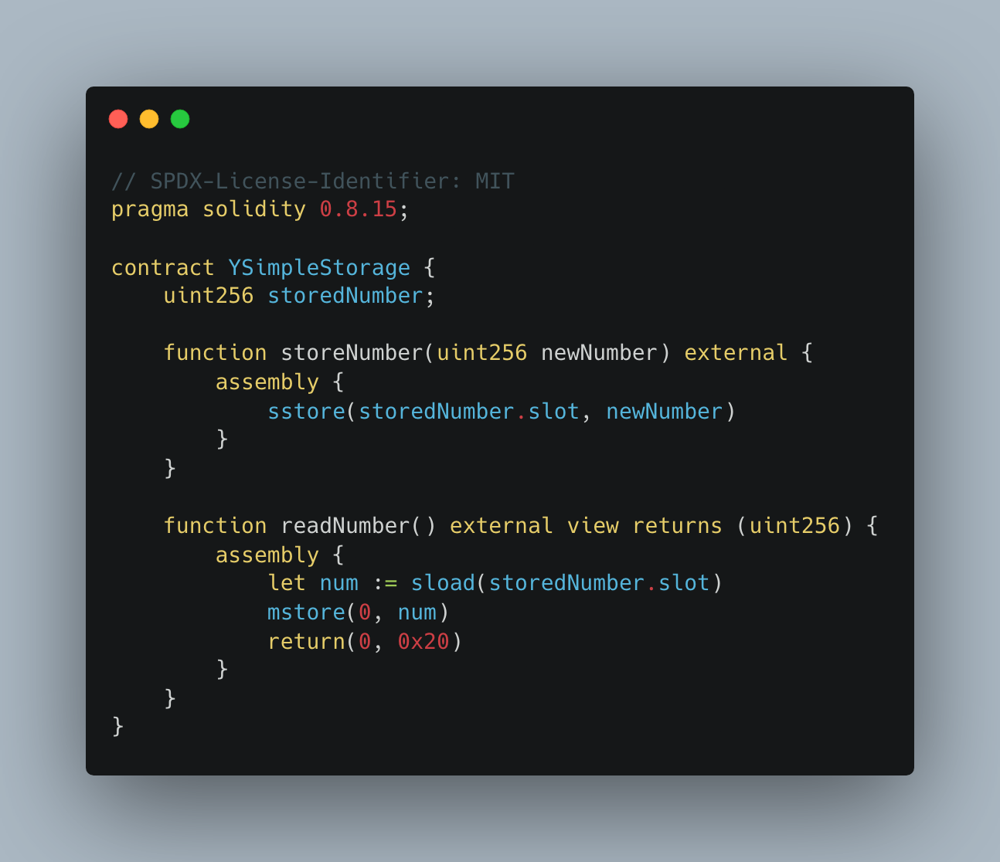 // SPDX-License-Identifier: MIT
pragma solidity 0.8.15;

contract YSimpleStorage {
    uint256 storedNumber;

    function storeNumber(uint256 newNumber) external {
        assembly {
            sstore(storedNumber.slot, newNumber)
        }
    }

    function readNumber() external view returns (uint256) {
        assembly {
            let num := sload(storedNumber.slot)
            mstore(0, num)
            return(0, 0x20)
        }
    }
}